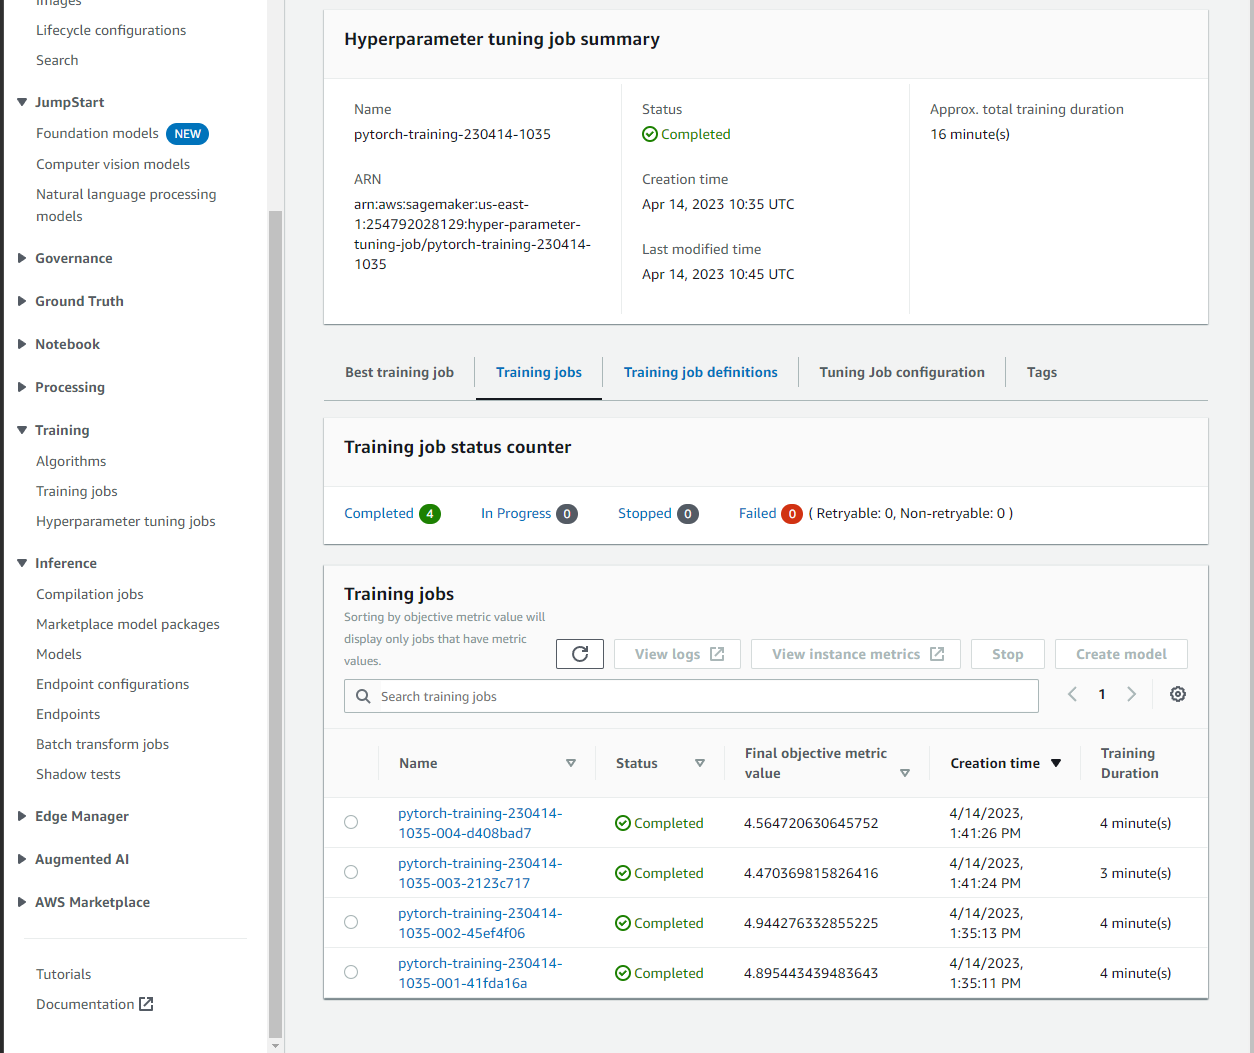 Images
Lifecycle configurations
Search
JumpStart
Foundation models NEW
Computer vision models
Natural language processing
models
Governance
Ground Truth
Notebook
Processing
Training
Algorithms
Training jobs
Hyperparameter tuning jobs
Inference
Compilation jobs
Marketplace model packages
Models
Endpoint configurations
Endpoints
Batch transform jobs
Shadow tests
Edge Manager
Augmented AI
AWS Marketplace
Tutorials
Documentation
Hyperparameter tuning job summary
Name
pytorch-training-230414-1035
ARN
arn:aws:sagemaker:us-east-
1:254792028129:hyper-parameter-
tuning-job/pytorch-training-230414-
1035
Status
Completed
Creation time
Apr 14, 2023 10:35 UTC
Last modified time
Apr 14, 2023 10:45 UTC
Approx. total training duration
16 minute(s)
Best training job Training jobs Training job definitions Tuning Job configuration Tags
Training job status counter
Completed 4 In Progress 0 Stopped 0 Failed 0 ( Retryable: 0, Non-retryable: 0 )
Training jobs
Sorting by objective metric value will
display only jobs that have metric
values.
View logs View instance metrics Stop Create model
Search training jobs
1
Name Status Final objective metric
value Creation time Training
Duration
pytorch-training-230414-
1035-004-d408bad7 Completed 4.564720630645752 4/14/2023,
1:41:26 PM 4 minute(s)
pytorch-training-230414-
1035-003-2123c717 Completed 4.470369815826416 4/14/2023,
1:41:24 PM 3 minute(s)
pytorch-training-230414-
1035-002-45ef4f06 Completed 4.944276332855225 4/14/2023,
1:35:13 PM 4 minute(s)
pytorch-training-230414-
1035-001-41fda16a Completed 4.895443439483643 4/14/2023,
1:35:11 PM 4 minute(s)